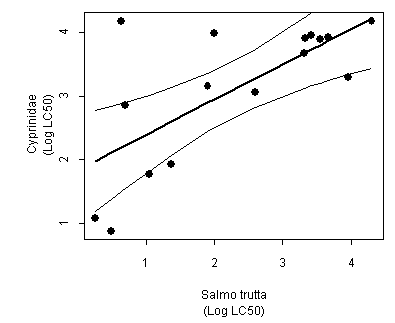 Cyprinidae
(Log LC50)
4
3
2
1
1 2 3 4
Salmo trutta
(Log LC50)